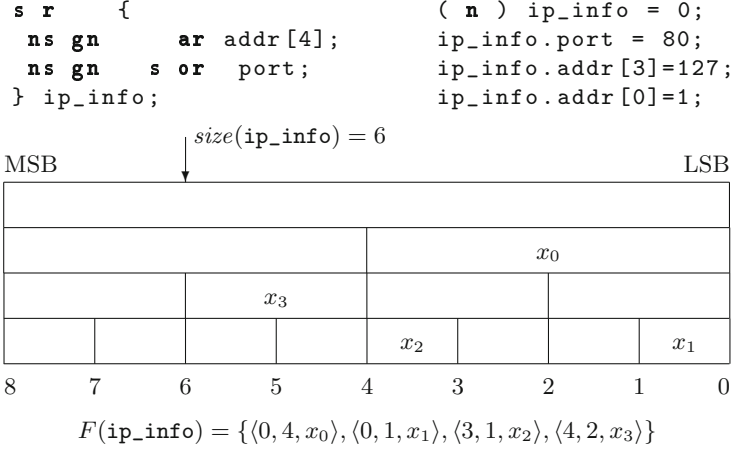 s r {
ns gn ar addr[4];
ns gn s or port;
} ip_info;
( n ) ip_info = 0;
ip_info.port = 80;
ip_info.addr[3]=127;
ip_info.addr[0]=1;
size(ip_info) = 6
MSB LSB
x₀
x₃
x₂ x₁
8 7 6 5 4 3 2 1 0
F(ip_info) = {⟨0, 4, x₀⟩, ⟨0, 1, x₁⟩, ⟨3, 1, x₂⟩, ⟨4, 2, x₃⟩}